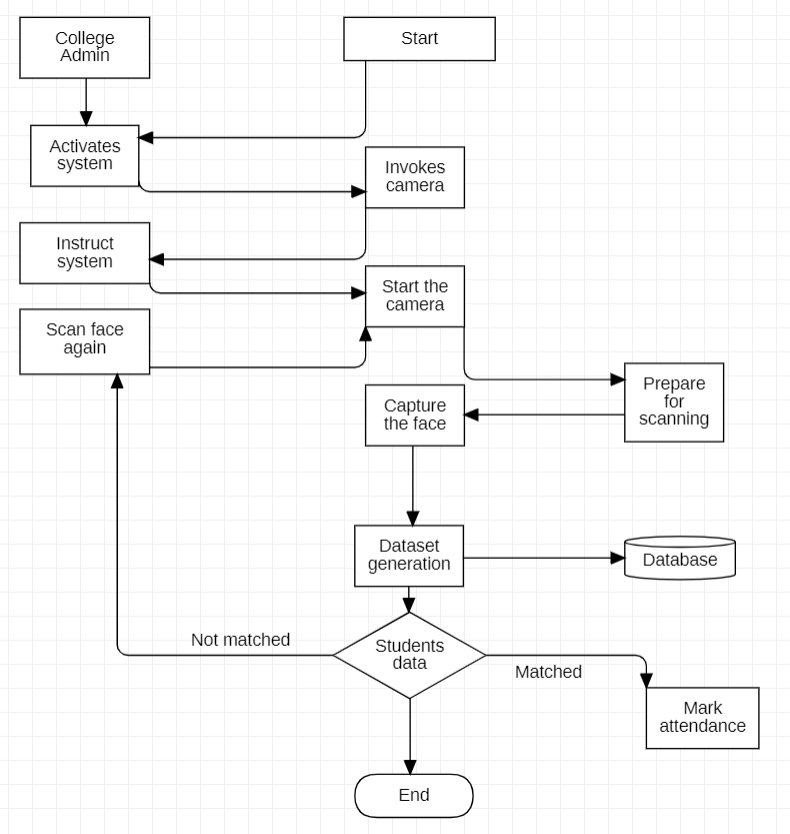 College
Admin
Start
Activates
system
Invokes
camera
Instruct
system
Start the
camera
Scan face
again
Prepare
for
scanning
Capture
the face
Dataset
generation
Database
Not matched
Students
data
Matched
Mark
attendance
End